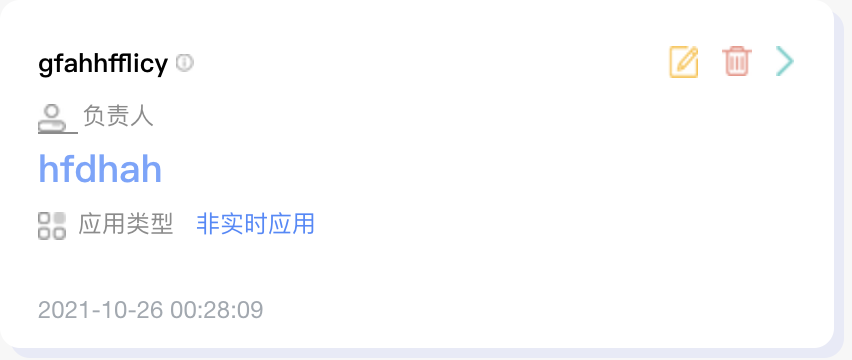 gfahhfflicy
负责人
hfdhah
应用类型 非实时应用
2021-10-26 00:28:09